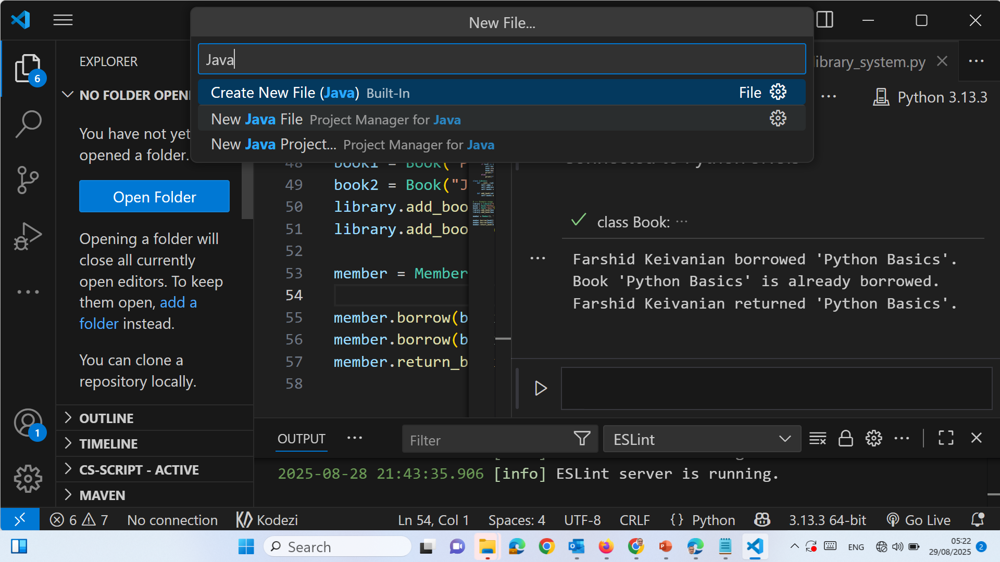 New File...
Java
Create New File (Java) Built-In File
New Java File Project Manager for Java
New Java Project... Project Manager for Java
library_system.py
Python 3.13.3
EXPLORER
6
NO FOLDER OPEN
You have not yet
opened a folder.
Open Folder
Opening a folder will
close all currently
open editors. To keep
them open, add a
folder instead.
You can clone a
repository locally.
OUTLINE
TIMELINE
CS-SCRIPT - ACTIVE
MAVEN
1
48 book1 = Book("P
49 book2 = Book("J
50 library.add_boo
51 library.add_boo
52
53 member = Member
54
55 member.borrow(b
56 member.borrow(b
57 member.return_b
58
class Book: ...
Farshid Keivanian borrowed 'Python Basics'.
Book 'Python Basics' is already borrowed.
Farshid Keivanian returned 'Python Basics'.
OUTPUT
Filter
ESLint
2025-08-28 21:43:35.906 [info] ESLint server is running.
6 7 No connection Kodezi Ln 54, Col 1 Spaces: 4 UTF-8 CRLF {} Python 3.13.3 64-bit Go Live
Search
ENG
05:22
29/08/2025
2